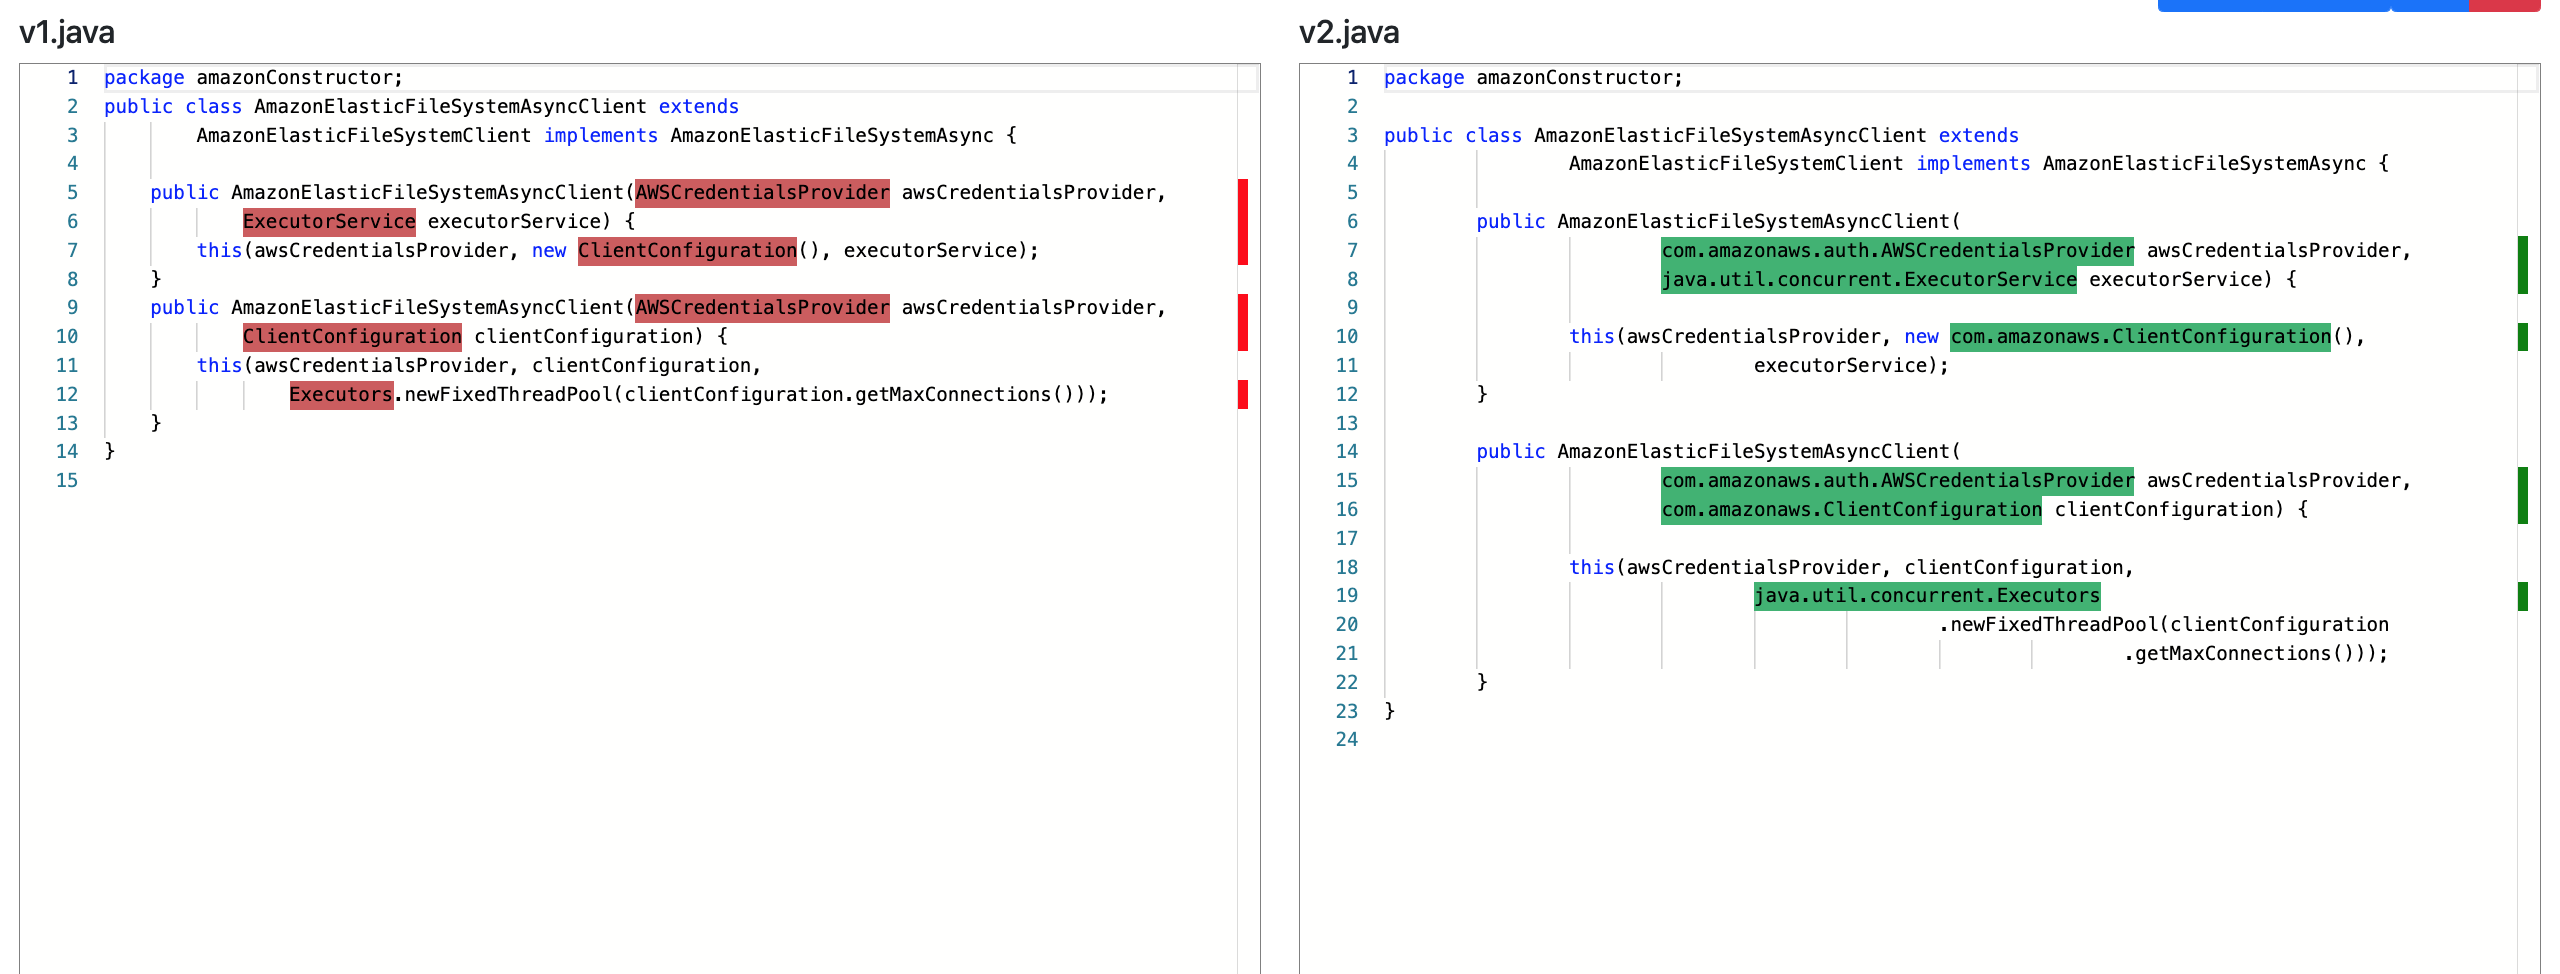 v1.java
1 package amazonConstructor;
2 public class AmazonElasticFileSystemAsyncClient extends
3 AmazonElasticFileSystemClient implements AmazonElasticFileSystemAsync {
4
5 public AmazonElasticFileSystemAsyncClient(AWSCredentialsProvider awsCredentialsProvider,
6 ExecutorService executorService) {
7 this(awsCredentialsProvider, new ClientConfiguration(), executorService);
8 }
9 public AmazonElasticFileSystemAsyncClient(AWSCredentialsProvider awsCredentialsProvider,
10 ClientConfiguration clientConfiguration) {
11 this(awsCredentialsProvider, clientConfiguration,
12 Executors.newFixedThreadPool(clientConfiguration.getMaxConnections()));
13 }
14 }
15
v2.java
1 package amazonConstructor;
2
3 public class AmazonElasticFileSystemAsyncClient extends
4 AmazonElasticFileSystemClient implements AmazonElasticFileSystemAsync {
5
6 public AmazonElasticFileSystemAsyncClient(
7 com.amazonaws.auth.AWSCredentialsProvider awsCredentialsProvider,
8 java.util.concurrent.ExecutorService executorService) {
9
10 this(awsCredentialsProvider, new com.amazonaws.ClientConfiguration(),
11 executorService);
12 }
13
14 public AmazonElasticFileSystemAsyncClient(
15 com.amazonaws.auth.AWSCredentialsProvider awsCredentialsProvider,
16 com.amazonaws.ClientConfiguration clientConfiguration) {
17
18 this(awsCredentialsProvider, clientConfiguration,
19 java.util.concurrent.Executors
20 .newFixedThreadPool(clientConfiguration
21 .getMaxConnections()));
22 }
23 }
24